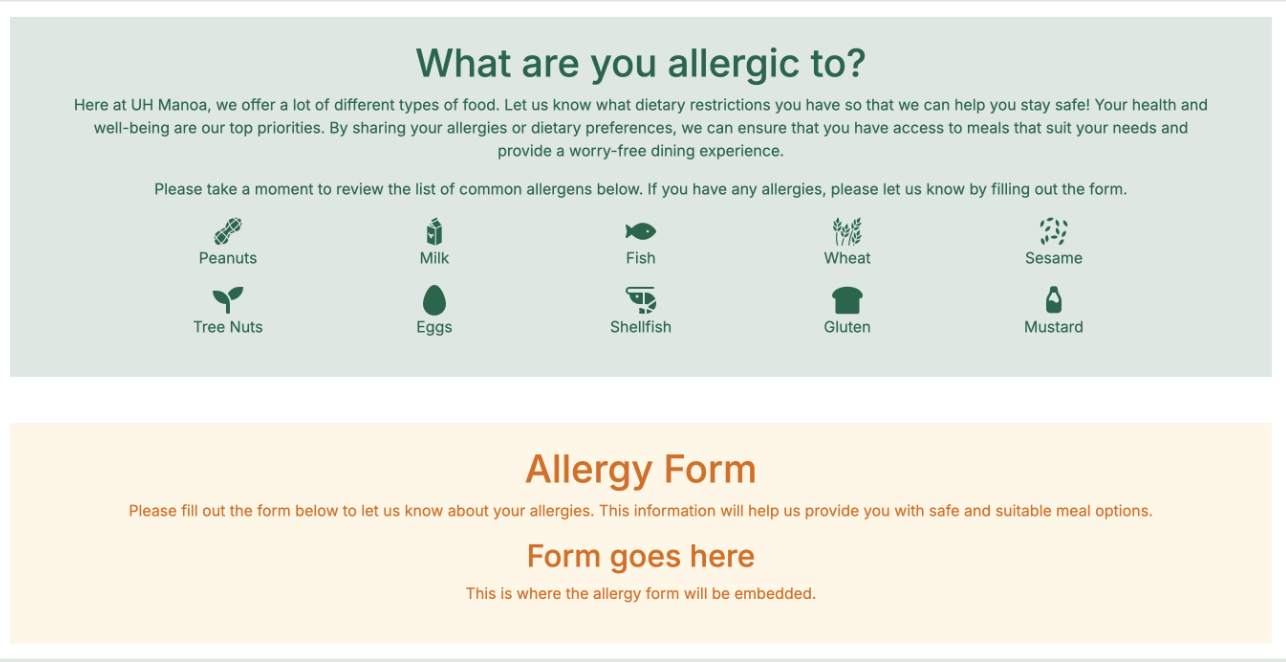 What are you allergic to?
Here at UH Manoa, we offer a lot of different types of food. Let us know what dietary restrictions you have so that we can help you stay safe! Your health and
well-being are our top priorities. By sharing your allergies or dietary preferences, we can ensure that you have access to meals that suit your needs and
provide a worry-free dining experience.
Please take a moment to review the list of common allergens below. If you have any allergies, please let us know by filling out the form.
Peanuts Milk Fish Wheat Sesame
Tree Nuts Eggs Shellfish Gluten Mustard
Allergy Form
Please fill out the form below to let us know about your allergies. This information will help us provide you with safe and suitable meal options.
Form goes here
This is where the allergy form will be embedded.